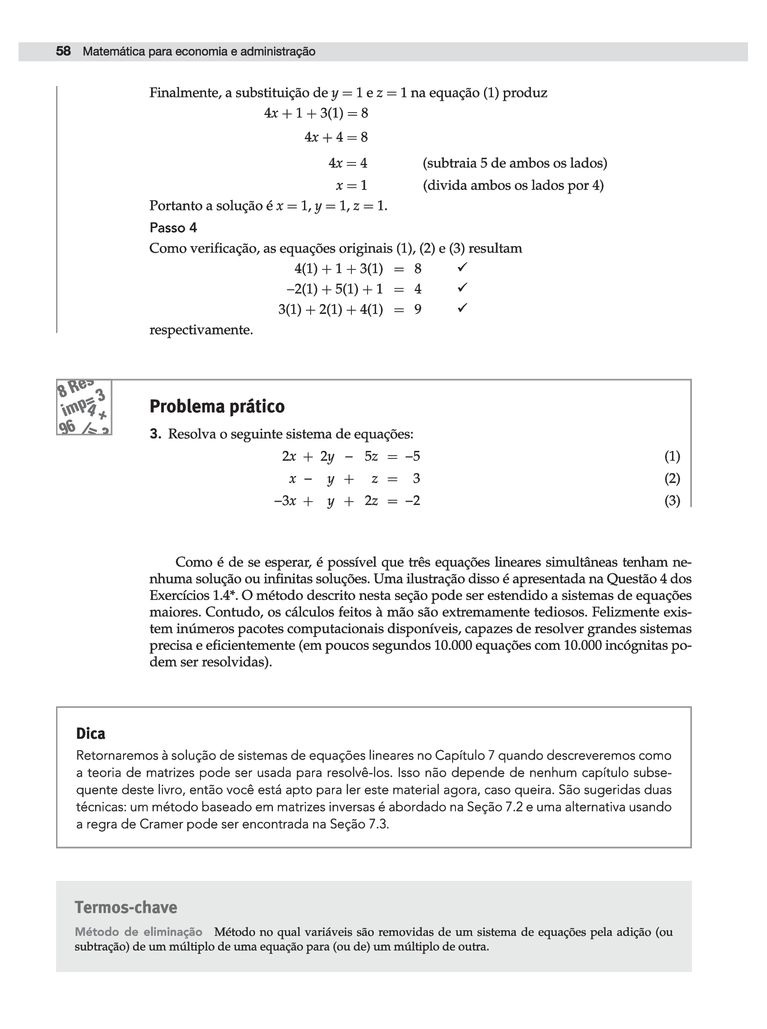 58 Matemática para economia e administração
Finalmente, a substituição de y = 1 e z = 1 na equação (1) produz
4x + 1 + 3(1) = 8
4x + 4 = 8
4x = 4 (subtraia 5 de ambos os lados)
x = 1 (divida ambos os lados por 4)
Portanto a solução é x = 1, y = 1, z = 1.
Passo 4
Como verificação, as equações originais (1), (2) e (3) resultam
4(1) + 1 + 3(1) = 8 ✓
–2(1) + 5(1) + 1 = 4 ✓
3(1) + 2(1) + 4(1) = 9 ✓
respectivamente.
8 Res
imp= 3
4 +
96 /= 2
Problema prático
3. Resolva o seguinte sistema de equações:
2x + 2y – 5z = –5 (1)
x – y + z = 3 (2)
–3x + y + 2z = –2 (3)
Como é de se esperar, é possível que três equações lineares simultâneas tenham ne-
nhuma solução ou infinitas soluções. Uma ilustração disso é apresentada na Questão 4 dos
Exercícios 1.4*. O método descrito nesta seção pode ser estendido a sistemas de equações
maiores. Contudo, os cálculos feitos à mão são extremamente tediosos. Felizmente exis-
tem inúmeros pacotes computacionais disponíveis, capazes de resolver grandes sistemas
precisa e eficientemente (em poucos segundos 10.000 equações com 10.000 incógnitas po-
dem ser resolvidas).
Dica
Retornaremos à solução de sistemas de equações lineares no Capítulo 7 quando descreveremos como
a teoria de matrizes pode ser usada para resolvê-los. Isso não depende de nenhum capítulo subse-
quente deste livro, então você está apto para ler este material agora, caso queira. São sugeridas duas
técnicas: um método baseado em matrizes inversas é abordado na Seção 7.2 e uma alternativa usando
a regra de Cramer pode ser encontrada na Seção 7.3.
Termos-chave
Método de eliminação Método no qual variáveis são removidas de um sistema de equações pela adição (ou
subtração) de um múltiplo de uma equação para (ou de) um múltiplo de outra.